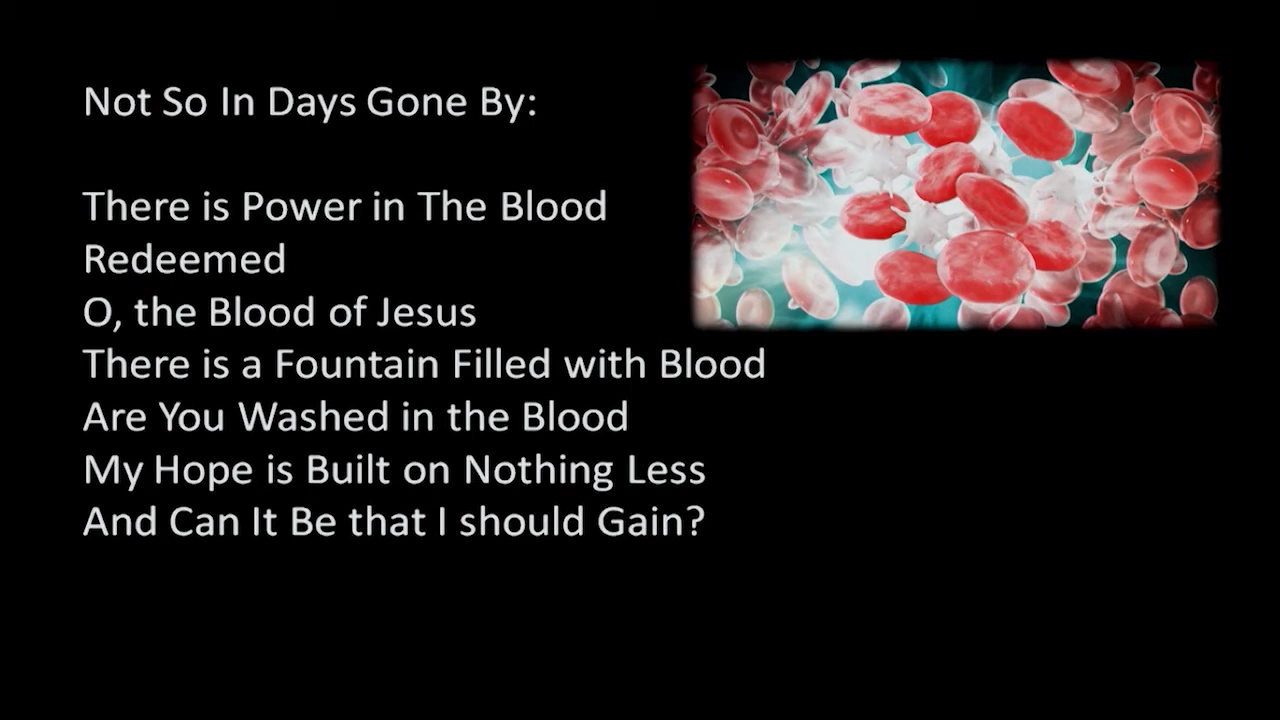 Not So In Days Gone By:
There is Power in The Blood
Redeemed
O, the Blood of Jesus
There is a Fountain Filled with Blood
Are You Washed in the Blood
My Hope is Built on Nothing Less
And Can It Be that I should Gain?